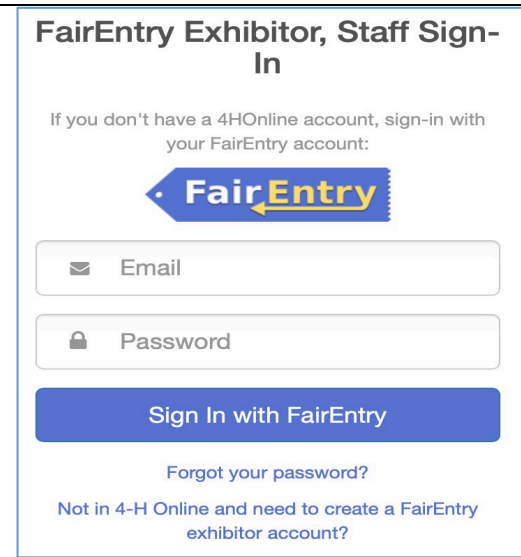 FairEntry Exhibitor, Staff Sign-
In
If you don't have a 4HOnline account, sign-in with
your FairEntry account:
FairEntry
Email
Password
Sign In with FairEntry
Forgot your password?
Not in 4-H Online and need to create a FairEntry
exhibitor account?